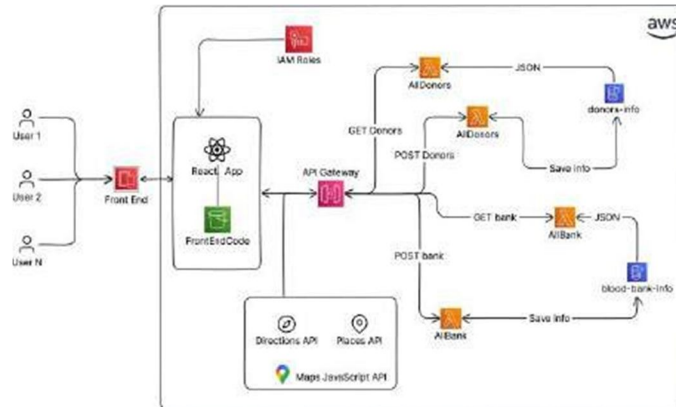 aws
IAM Roles
AllDonors
JSON
donors-info
GET Donors
AllDonors
POST Donors
Save info
User 1
React App
API Gateway
User 2
Front End
FrontEndCode
GET bank
JSON
AllBank
User N
POST bank
blood-bank-info
AllBank
Save info
Directions API
Places API
Maps JavaScript API